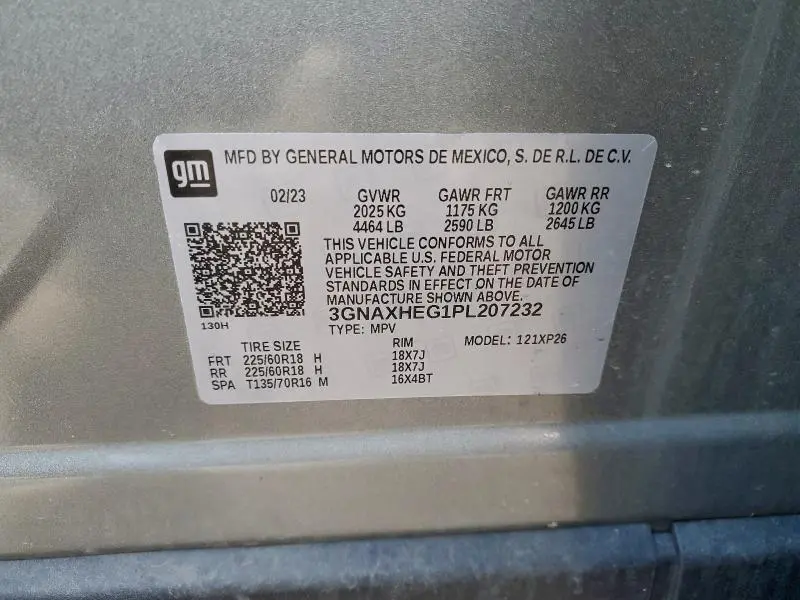 gm
MFD BY GENERAL MOTORS DE MEXICO, S. DE R.L. DE C.V.
02/23 GVWR GAWR FRT GAWR RR
2025 KG 1175 KG 1200 KG
4464 LB 2590 LB 2645 LB
THIS VEHICLE CONFORMS TO ALL
APPLICABLE U.S. FEDERAL MOTOR
VEHICLE SAFETY AND THEFT PREVENTION
STANDARDS IN EFFECT ON THE DATE OF
MANUFACTURE SHOWN ABOVE.
3GNAXHEG1PL207232
130H
TYPE: MPV MODEL: 121XP26
TIRE SIZE RIM
FRT 225/60R18 H 18X7J
RR 225/60R18 H 18X7J
SPA T135/70R16 M 16X4BT